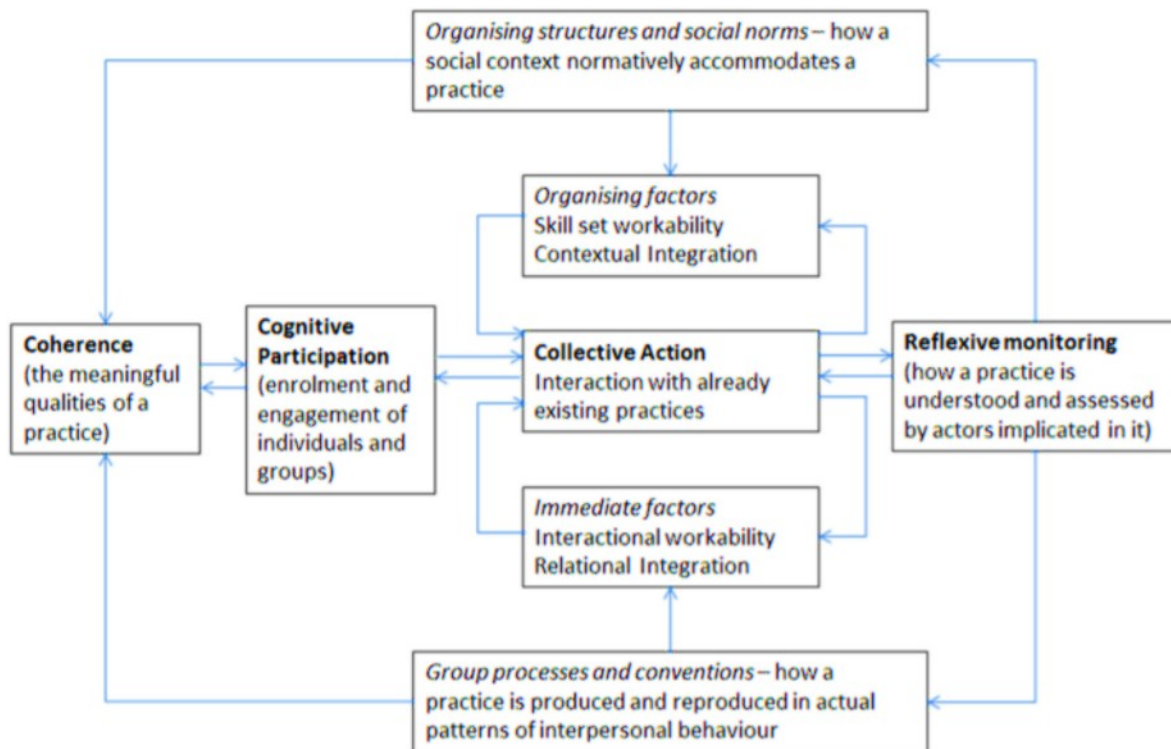 Organising structures and social norms – how a
social context normatively accommodates a
practice
Organising factors
Skill set workability
Contextual Integration
Coherence
(the meaningful
qualities of a
practice)
Cognitive
Participation
(enrolment and
engagement of
individuals and
groups)
Collective Action
Interaction with already
existing practices
Reflexive monitoring
(how a practice is
understood and assessed
by actors implicated in it)
Immediate factors
Interactional workability
Relational Integration
Group processes and conventions – how a
practice is produced and reproduced in actual
patterns of interpersonal behaviour